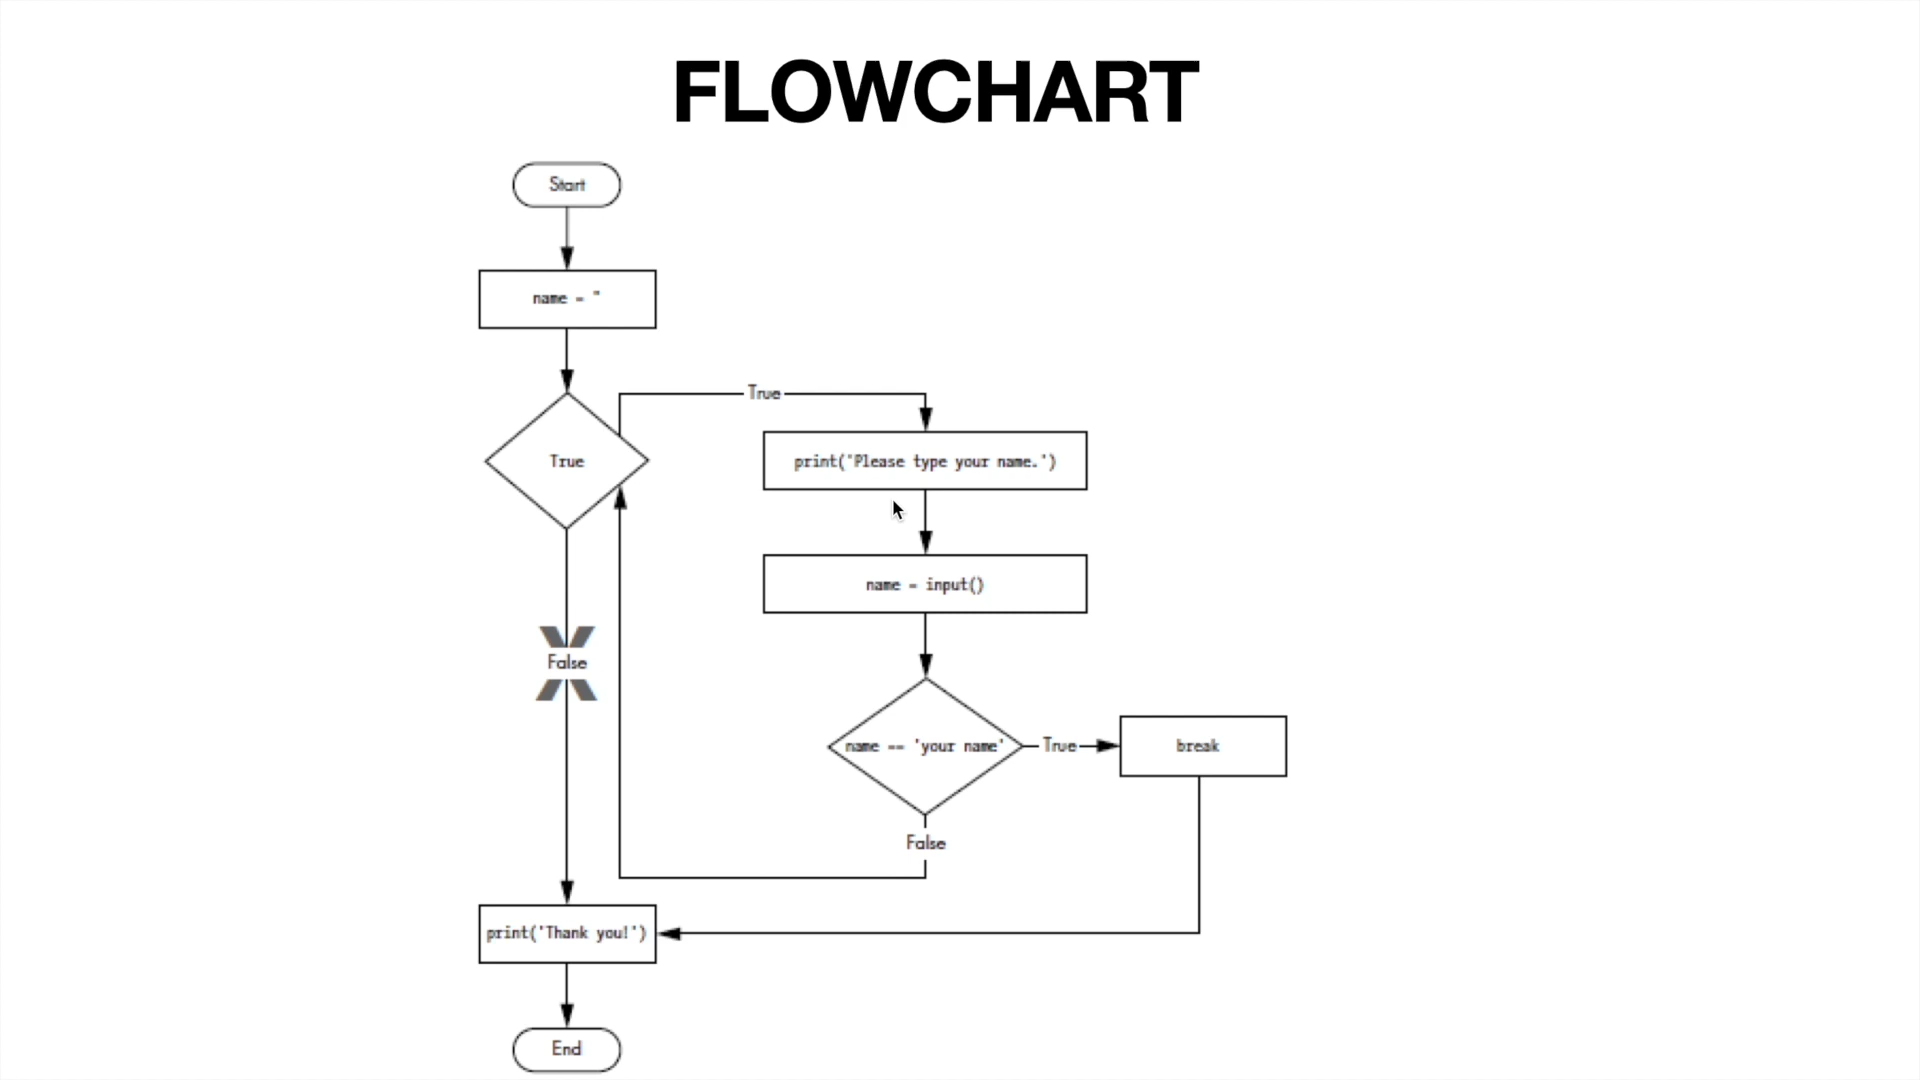 FLOWCHART
Start
name = ''
True
True
print('Please type your name.')
name = input()
False
name == 'your name'
True
break
False
print('Thank you!')
End